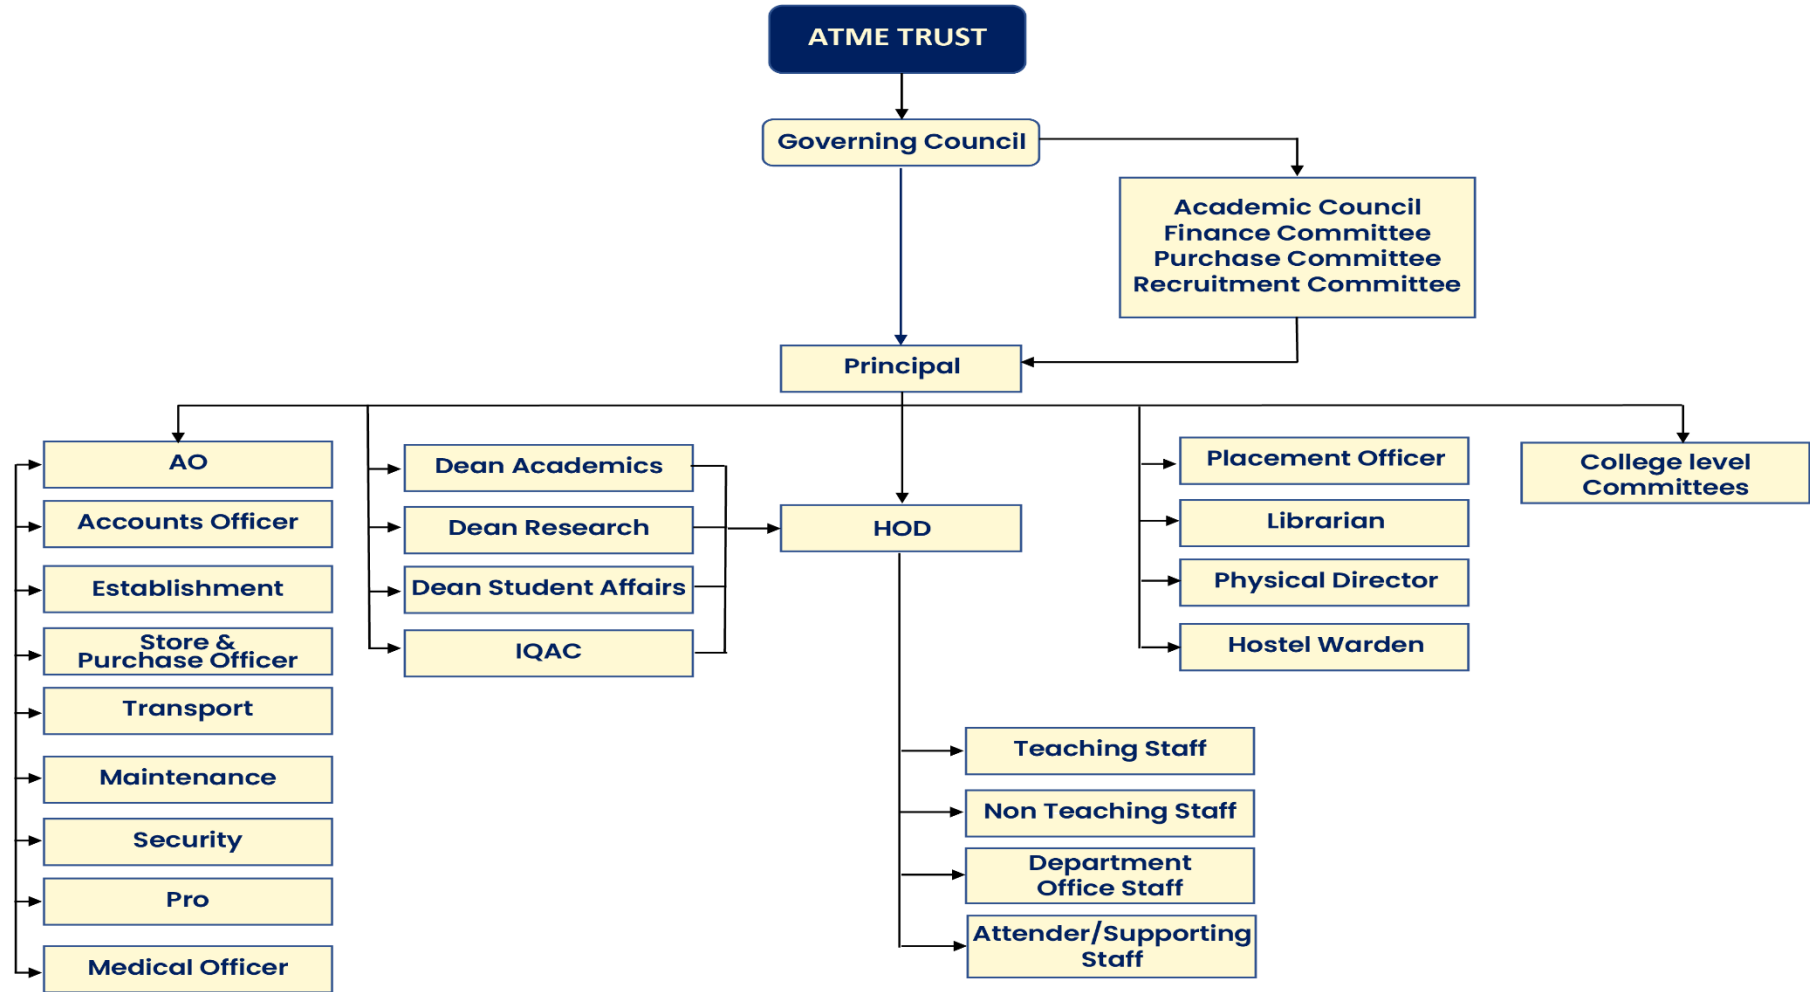 ATME TRUST
Governing Council
Academic Council
Finance Committee
Purchase Committee
Recruitment Committee
Principal
AO
Accounts Officer
Establishment
Store &
Purchase Officer
Transport
Maintenance
Security
Pro
Medical Officer
Dean Academics
Dean Research
Dean Student Affairs
IQAC
HOD
Teaching Staff
Non Teaching Staff
Department
Office Staff
Attender/Supporting
Staff
Placement Officer
Librarian
Physical Director
Hostel Warden
College level
Committees